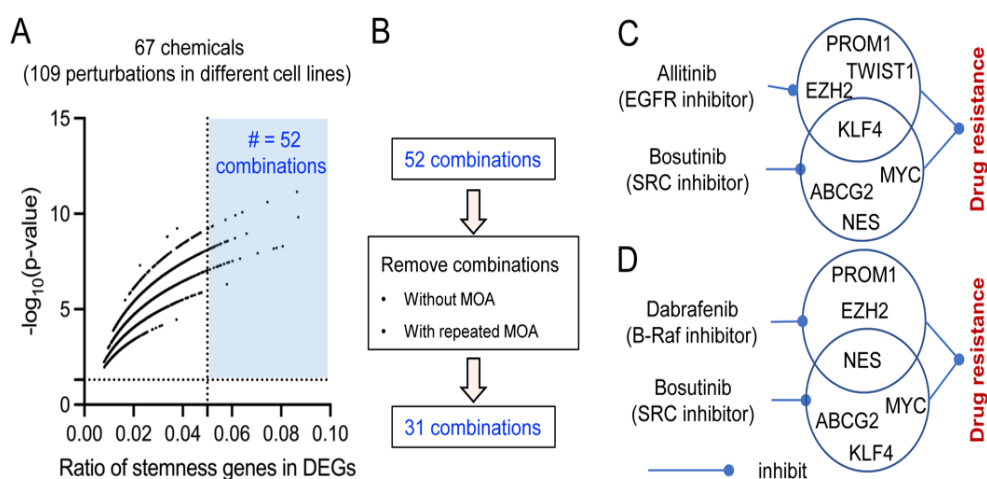 A
67 chemicals
(109 perturbations in different cell lines)
# = 52
combinations
-log10(p-value)
15
10
5
0
0.00 0.02 0.04 0.06 0.08 0.10
Ratio of stemness genes in DEGs
B
52 combinations
Remove combinations
• Without MOA
• With repeated MOA
31 combinations
C
Allitinib
(EGFR inhibitor)
Bosutinib
(SRC inhibitor)
PROM1
TWIST1
EZH2
KLF4
MYC
ABCG2
NES
Drug resistance
D
Dabrafenib
(B-Raf inhibitor)
Bosutinib
(SRC inhibitor)
PROM1
EZH2
NES
MYC
ABCG2
KLF4
Drug resistance
inhibit